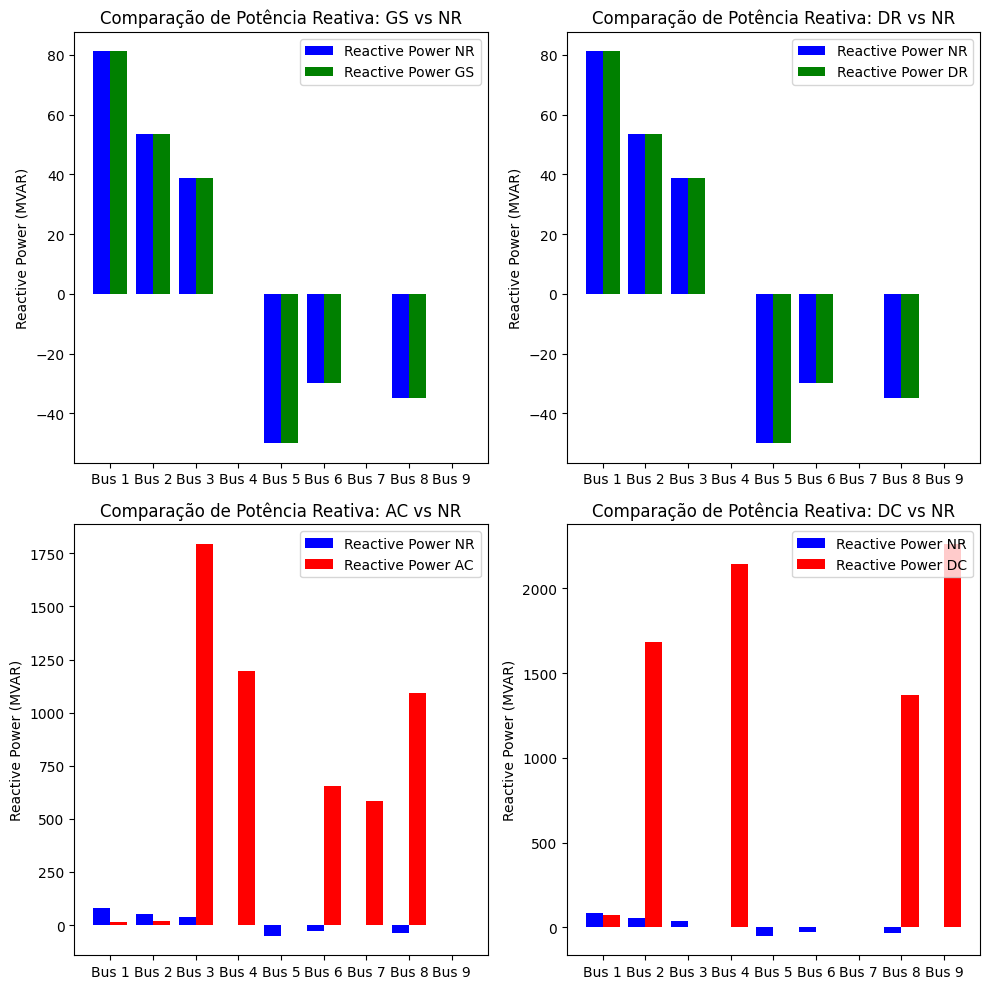 Comparação de Potência Reativa: GS vs NR
Reactive Power (MVAR)
80
60
40
20
0
−20
−40
Reactive Power NR
Reactive Power GS
Bus 1 Bus 2 Bus 3 Bus 4 Bus 5 Bus 6 Bus 7 Bus 8 Bus 9
Comparação de Potência Reativa: DR vs NR
Reactive Power (MVAR)
80
60
40
20
0
−20
−40
Reactive Power NR
Reactive Power DR
Bus 1 Bus 2 Bus 3 Bus 4 Bus 5 Bus 6 Bus 7 Bus 8 Bus 9
Comparação de Potência Reativa: AC vs NR
Reactive Power (MVAR)
1750
1500
1250
1000
750
500
250
0
Reactive Power NR
Reactive Power AC
Bus 1 Bus 2 Bus 3 Bus 4 Bus 5 Bus 6 Bus 7 Bus 8 Bus 9
Comparação de Potência Reativa: DC vs NR
Reactive Power (MVAR)
2000
1500
1000
500
0
Reactive Power NR
Reactive Power DC
Bus 1 Bus 2 Bus 3 Bus 4 Bus 5 Bus 6 Bus 7 Bus 8 Bus 9